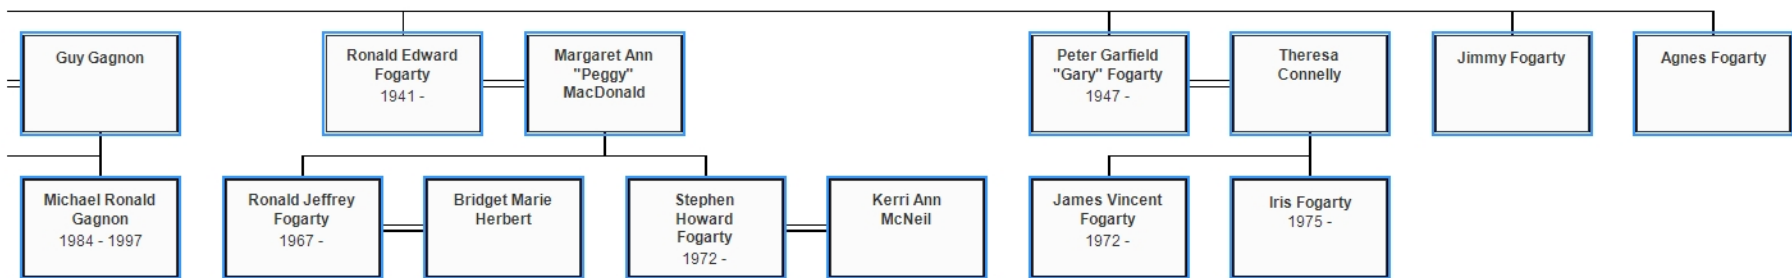 Guy Gagnon
Ronald Edward
Fogarty
1941 -
Margaret Ann
"Peggy"
MacDonald
Peter Garfield
"Gary" Fogarty
1947 -
Theresa
Connelly
Jimmy Fogarty
Agnes Fogarty
Michael Ronald
Gagnon
1984 - 1997
Ronald Jeffrey
Fogarty
1967 -
Bridget Marie
Herbert
Stephen
Howard
Fogarty
1972 -
Kerri Ann
McNeil
James Vincent
Fogarty
1972 -
Iris Fogarty
1975 -